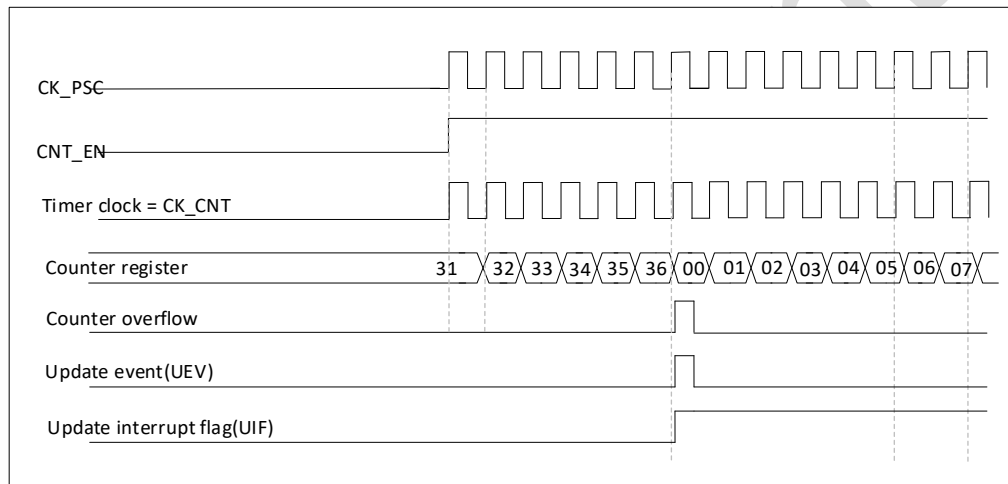 CK_PSC
CNT_EN
Timer clock = CK_CNT
Counter register 31 32 33 34 35 36 00 01 02 03 04 05 06 07
Counter overflow
Update event(UEV)
Update interrupt flag(UIF)